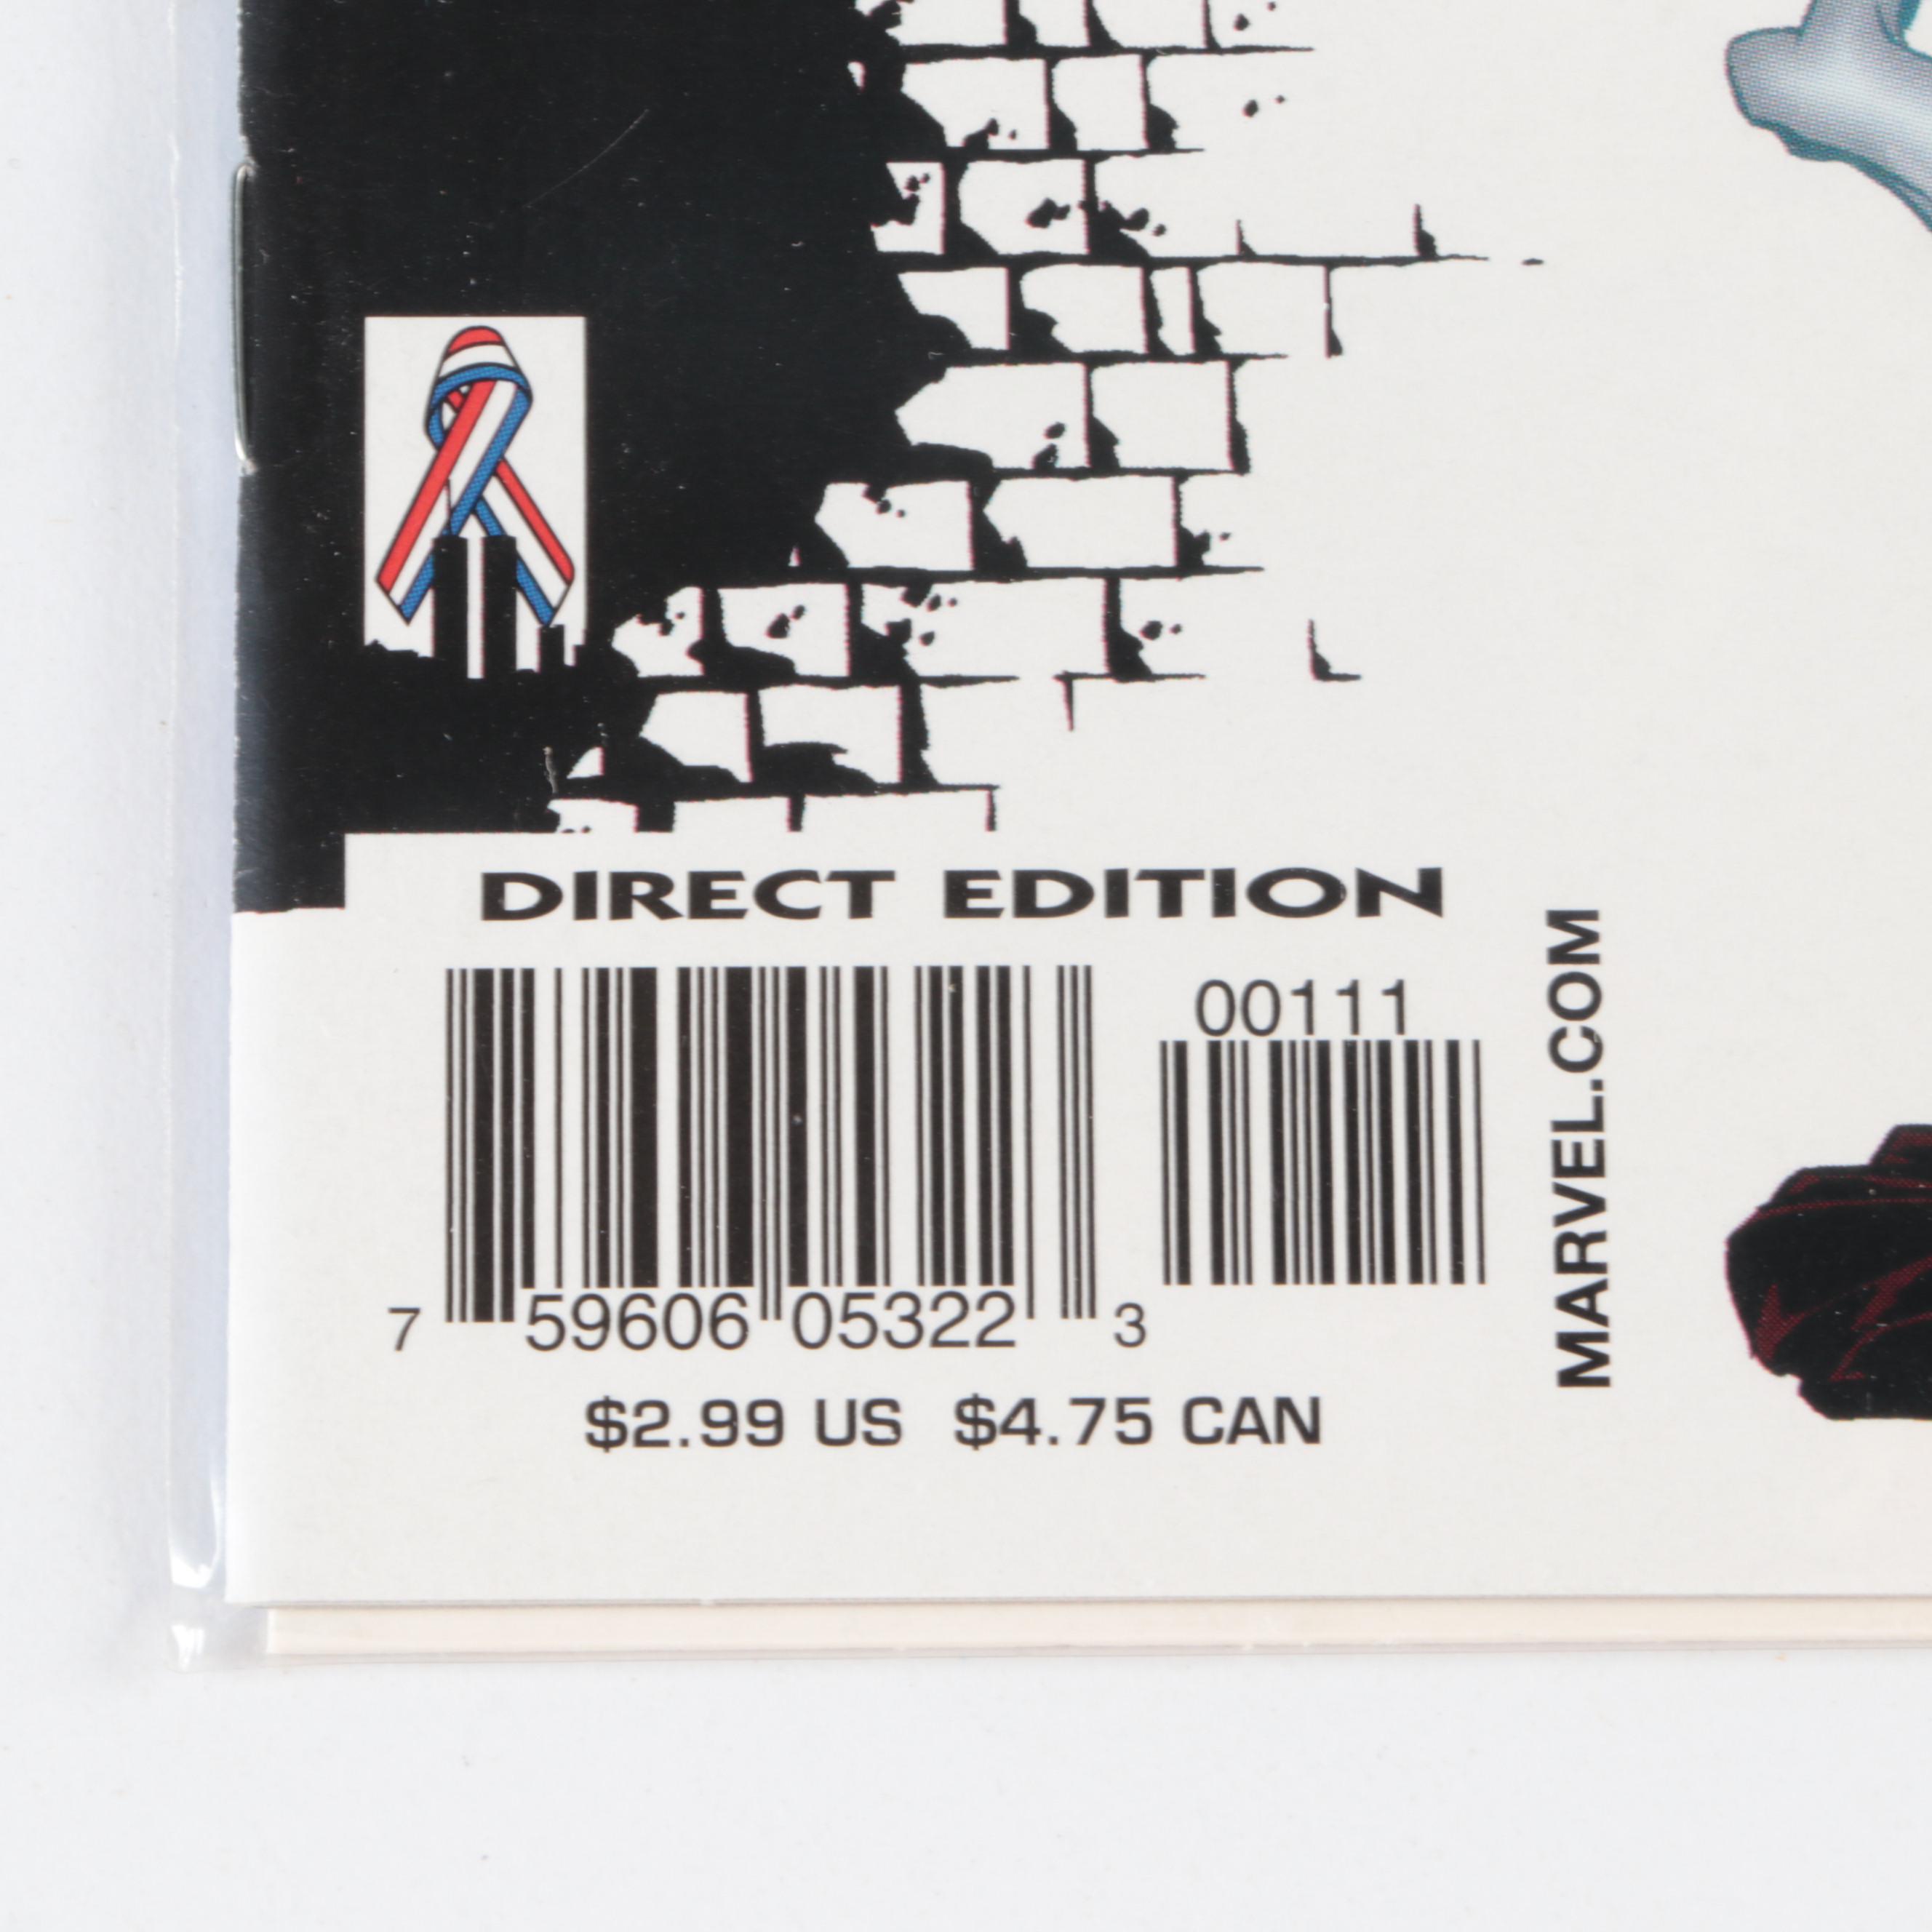 DIRECT EDITION
00111
7 59606 05322 3
$2.99 US $4.75 CAN
MARVEL.COM